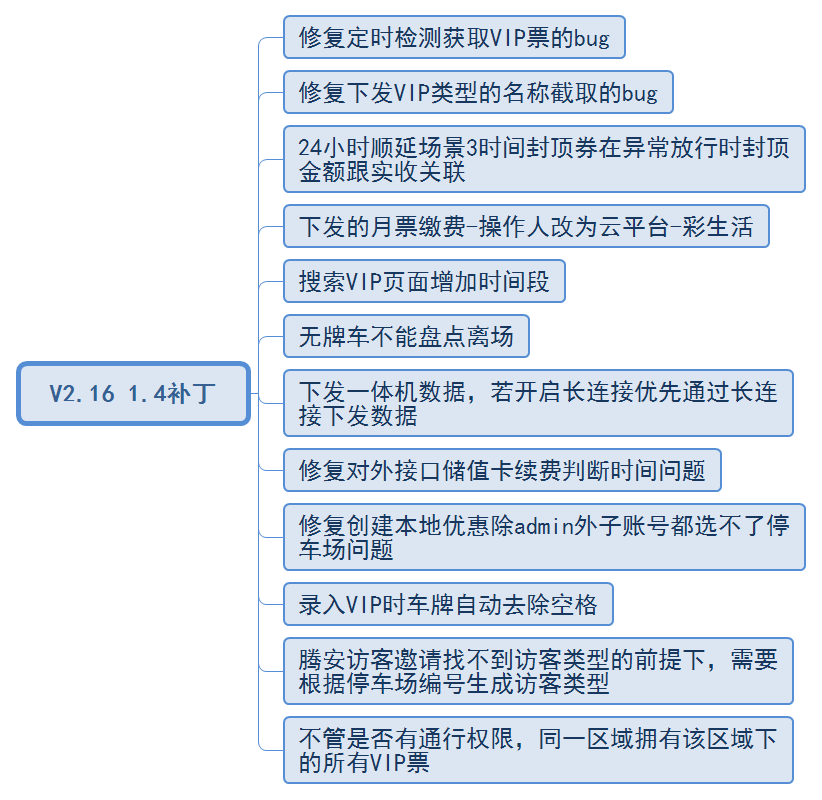 修复定时检测获取VIP票的bug
修复下发VIP类型的名称截取的bug
24小时顺延场景3时间封顶券在异常放行时封顶
金额跟实收关联
下发的月票缴费-操作人改为云平台-彩生活
搜索VIP页面增加时间段
无牌车不能盘点离场
V2.16 1.4补丁
下发一体机数据，若开启长连接优先通过长连
接下发数据
修复对外接口储值卡续费判断时间问题
修复创建本地优惠除admin外子账号都选不了停
车场问题
录入VIP时车牌自动去除空格
腾安访客邀请找不到访客类型的前提下，需要
根据停车场编号生成访客类型
不管是否有通行权限，同一区域拥有该区域下
的所有VIP票